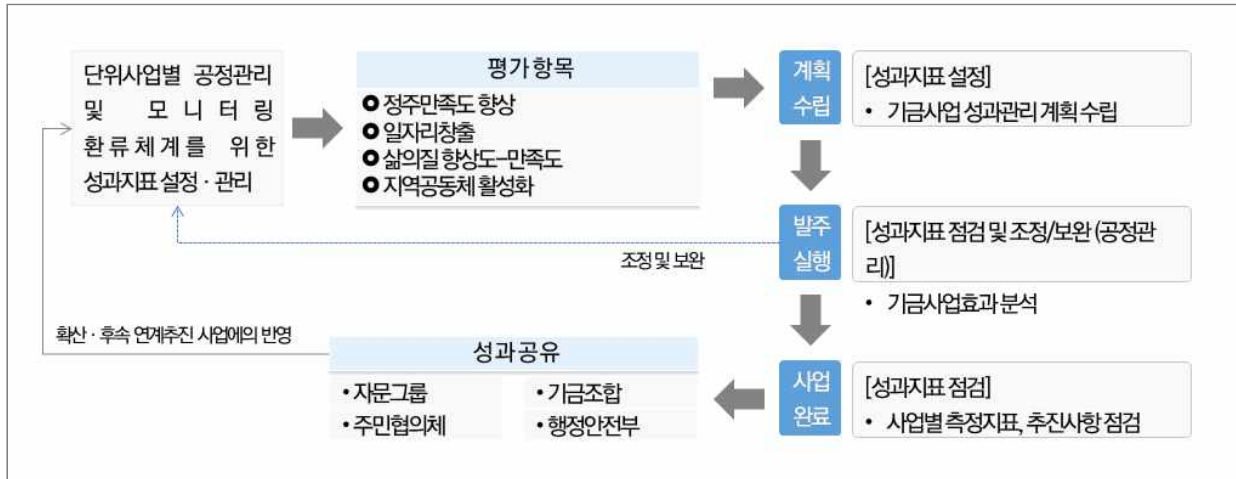 단위사업별 공정관리
및 모니터링
환류체계를 위한
성과지표 설정·관리
평가항목
정주만족도 향상
일자리창출
삶의질 향상도-만족도
지역공동체 활성화
계획
수립
[성과지표 설정]
• 기금사업 성과관리 계획 수립
발주
실행
[성과지표 점검 및 조정/보완 (공정관
리)]
• 기금사업효과 분석
조정 및 보완
확산·후속 연계추진 사업에의 반영
성과공유
• 자문그룹
• 기금조합
• 주민협의체
• 행정안전부
사업
완료
[성과지표 점검]
• 사업별 측정지표, 추진사항 점검